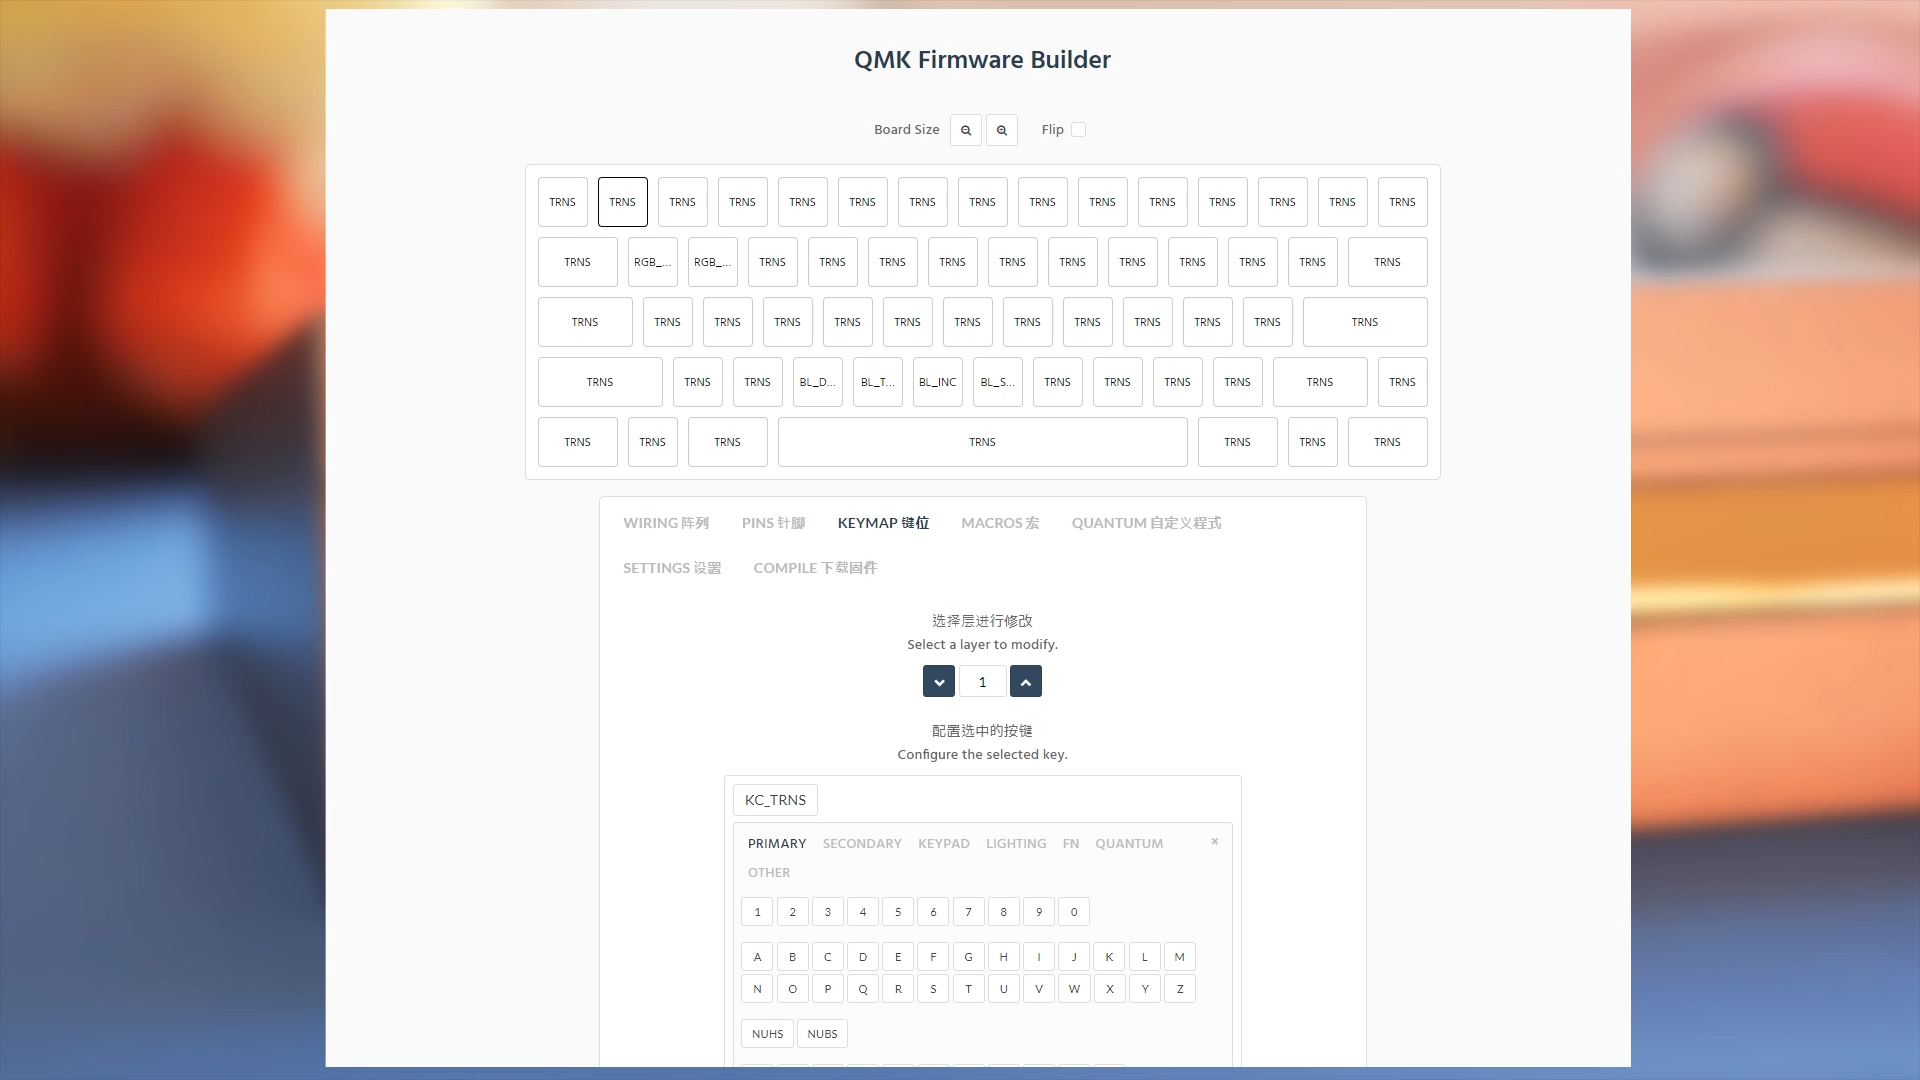 QMK Firmware Builder
Board Size Flip
TRNS TRNS TRNS TRNS TRNS TRNS TRNS TRNS TRNS TRNS TRNS TRNS TRNS TRNS TRNS
TRNS RGB_... RGB_... TRNS TRNS TRNS TRNS TRNS TRNS TRNS TRNS TRNS TRNS TRNS
TRNS TRNS TRNS TRNS TRNS TRNS TRNS TRNS TRNS TRNS TRNS TRNS TRNS
TRNS TRNS TRNS BL_D... BL_T... BL_INC BL_S... TRNS TRNS TRNS TRNS TRNS TRNS
TRNS TRNS TRNS TRNS TRNS TRNS TRNS
WIRING 阵列 PINS 针脚 KEYMAP 键位 MACROS 宏 QUANTUM 自定义程式
SETTINGS 设置 COMPILE 下载固件
选择层进行修改
Select a layer to modify.
1
配置选中的按键
Configure the selected key.
KC_TRNS
PRIMARY SECONDARY KEYPAD LIGHTING FN QUANTUM ×
OTHER
1 2 3 4 5 6 7 8 9 0
A B C D E F G H I J K L M
N O P Q R S T U V W X Y Z
NUHS NUBS